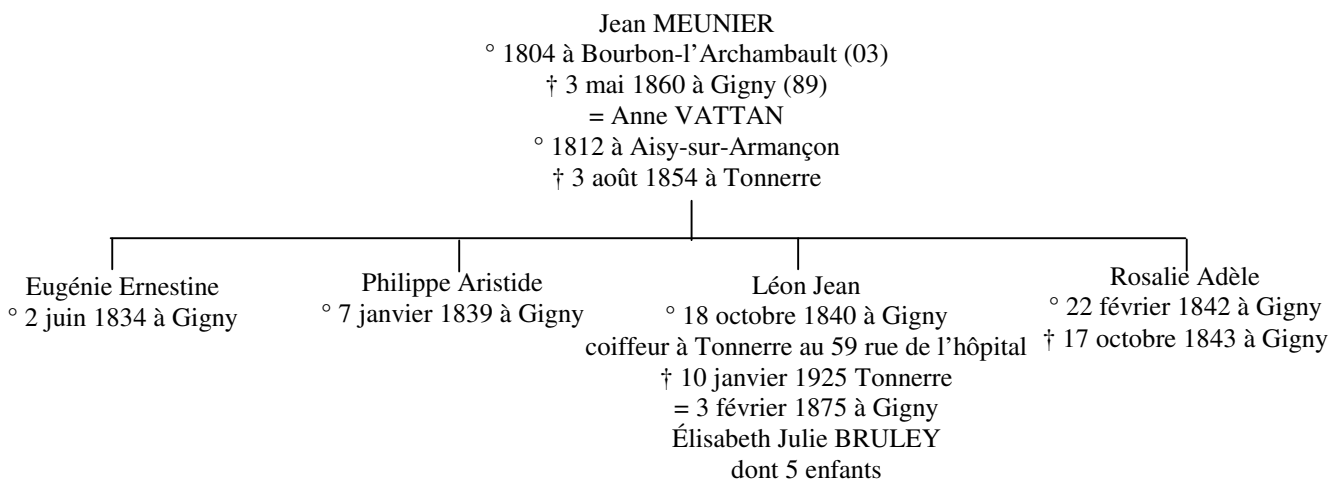 Jean MEUNIER
° 1804 à Bourbon-l'Archambault (03)
† 3 mai 1860 à Gigny (89)
= Anne VATTAN
° 1812 à Aisy-sur-Armançon
† 3 août 1854 à Tonnerre
Eugénie Ernestine
° 2 juin 1834 à Gigny
Philippe Aristide
° 7 janvier 1839 à Gigny
Léon Jean
° 18 octobre 1840 à Gigny
coiffeur à Tonnerre au 59 rue de l'hôpital
† 10 janvier 1925 Tonnerre
= 3 février 1875 à Gigny
Élisabeth Julie BRULEY
dont 5 enfants
Rosalie Adèle
° 22 février 1842 à Gigny
† 17 octobre 1843 à Gigny